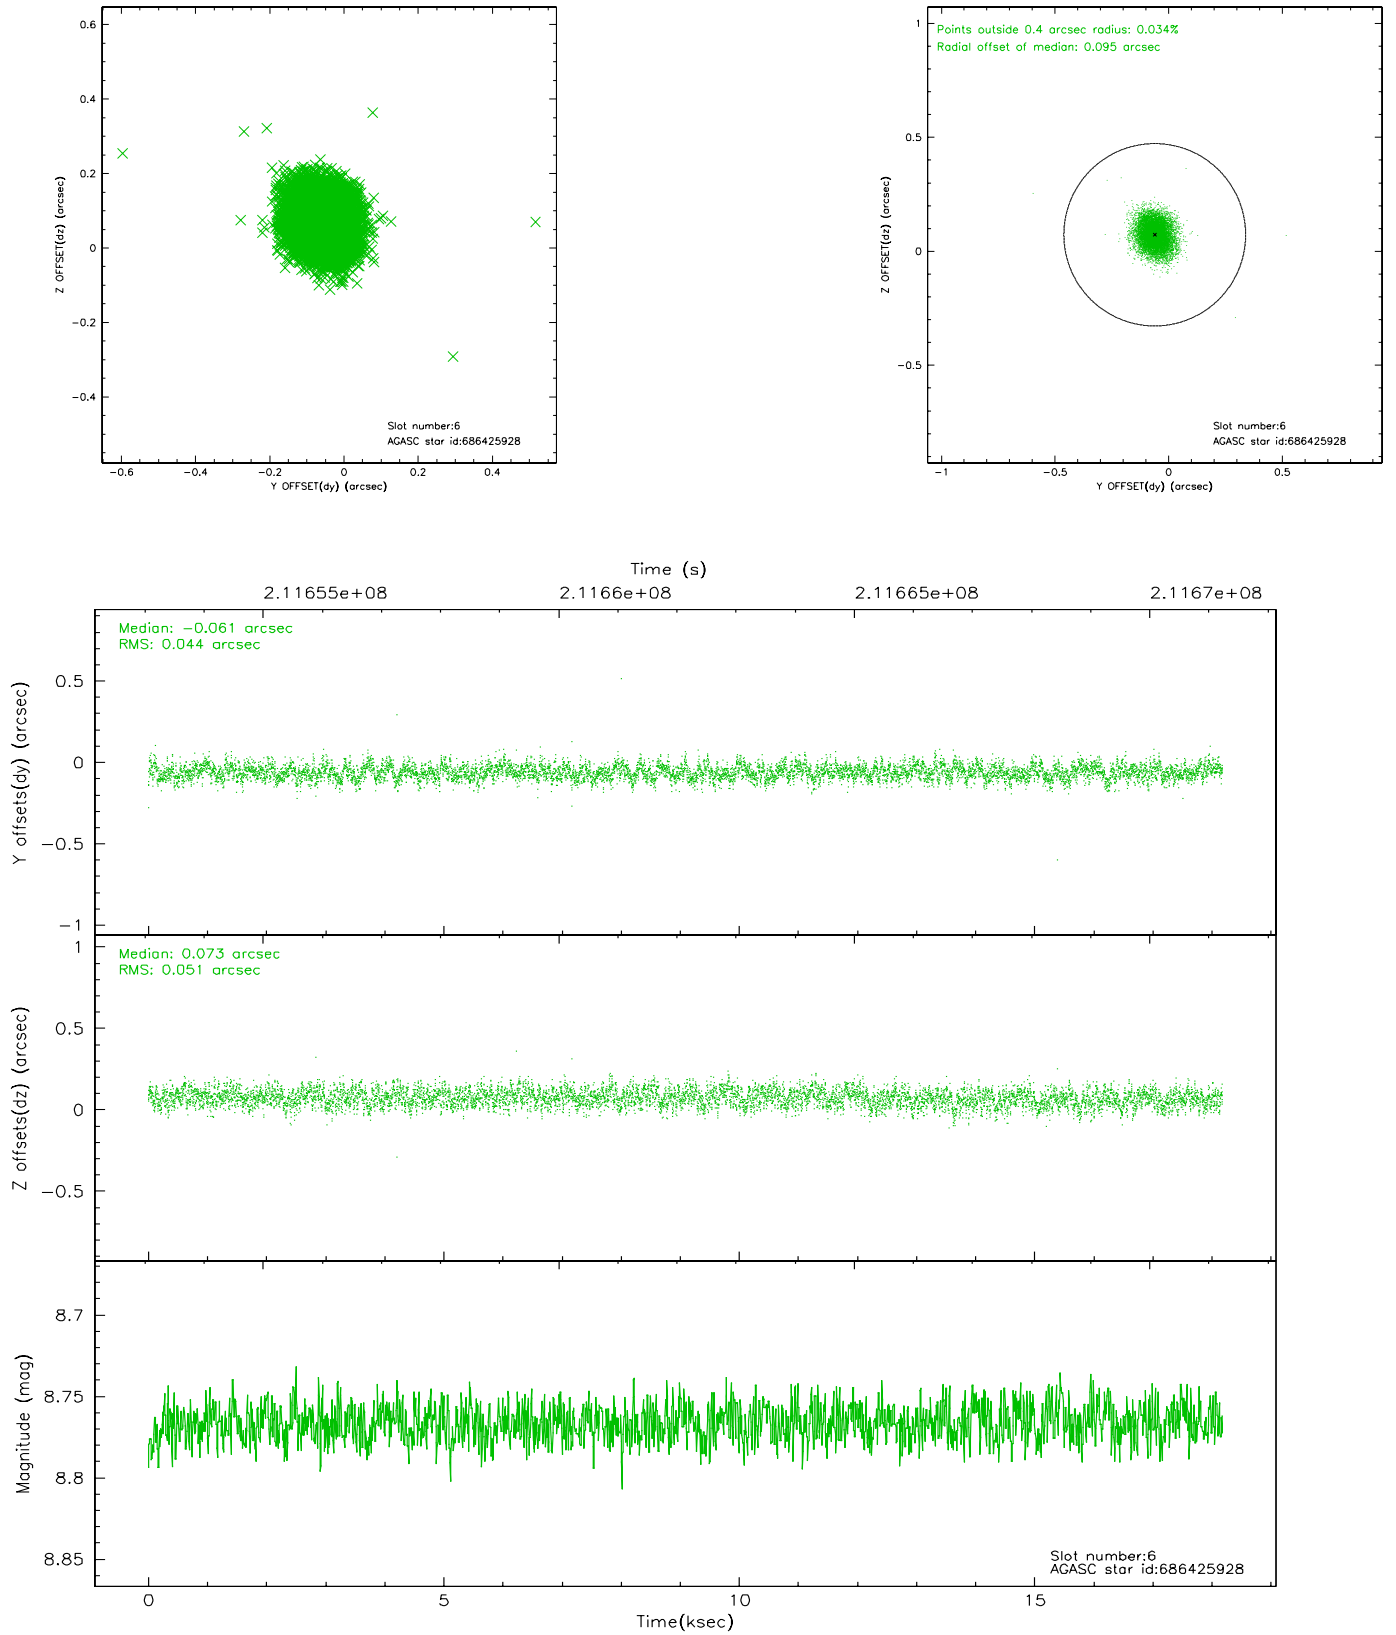 0.6
0.4
0.2
0
−0.2
−0.4
Z OFFSET(dz) (arcsec)
Slot number:6
AGASC star id:686425928
−0.6 −0.4 −0.2 0 0.2 0.4
Y OFFSET(dy) (arcsec)
Points outside 0.4 arcsec radius: 0.034%
Radial offset of median: 0.095 arcsec
1
0.5
0
−0.5
Z OFFSET(dz) (arcsec)
Slot number:6
AGASC star id:686425928
−1 −0.5 0 0.5
Y OFFSET(dy) (arcsec)
Time (s)
2.11655e+08 2.1166e+08 2.11665e+08 2.1167e+08
Median: −0.061 arcsec
RMS: 0.044 arcsec
0.5
0
−0.5
−1
Y offsets(dy) (arcsec)
Median: 0.073 arcsec
RMS: 0.051 arcsec
1
0.5
0
−0.5
Z offsets(dz) (arcsec)
8.7
8.75
8.8
8.85
Magnitude (mag)
Slot number:6
AGASC star id:686425928
0 5 10 15
Time(ksec)